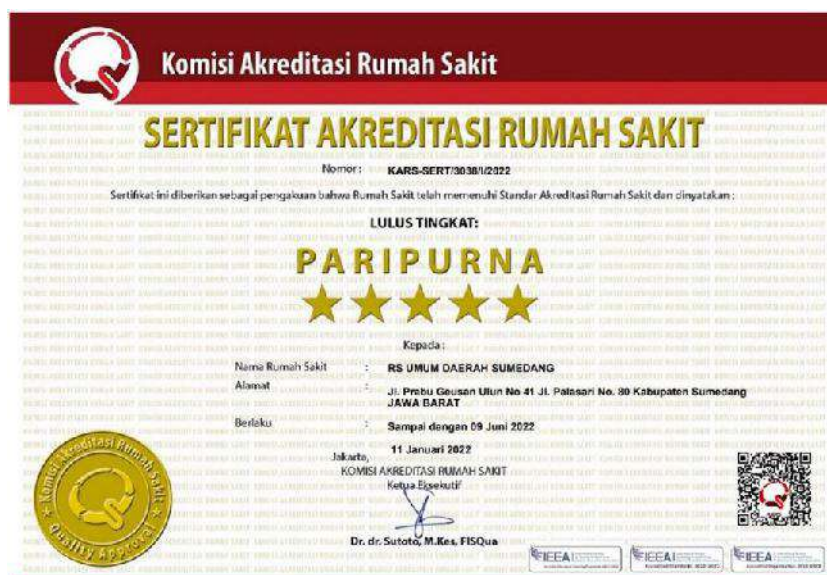 Komisi Akreditasi Rumah Sakit
SERTIFIKAT AKREDITASI RUMAH SAKIT
Nomor : KARS-SERT/3038/I/2022
Sertifikat ini diberikan sebagai pengakuan bahwa Rumah Sakit telah memenuhi Standar Akreditasi Rumah Sakit dan dinyatakan :
LULUS TINGKAT:
PARIPURNA
Kepada :
Nama Rumah Sakit : RS UMUM DAERAH SUMEDANG
Alamat : Jl. Prabu Geusan Ulun No 41 Jl. Palasari No. 80 Kabupaten Sumedang
JAWA BARAT
Berlaku : Sampai dengan 09 Juni 2022
Jakarta, 11 Januari 2022
KOMISI AKREDITASI RUMAH SAKIT
Ketua Eksekutif
Dr. dr. Sutoto, M.Kes, FISQua
Komisi Akreditasi Rumah Sakit
Quality Approval
IEEA
IEEA
IEEA